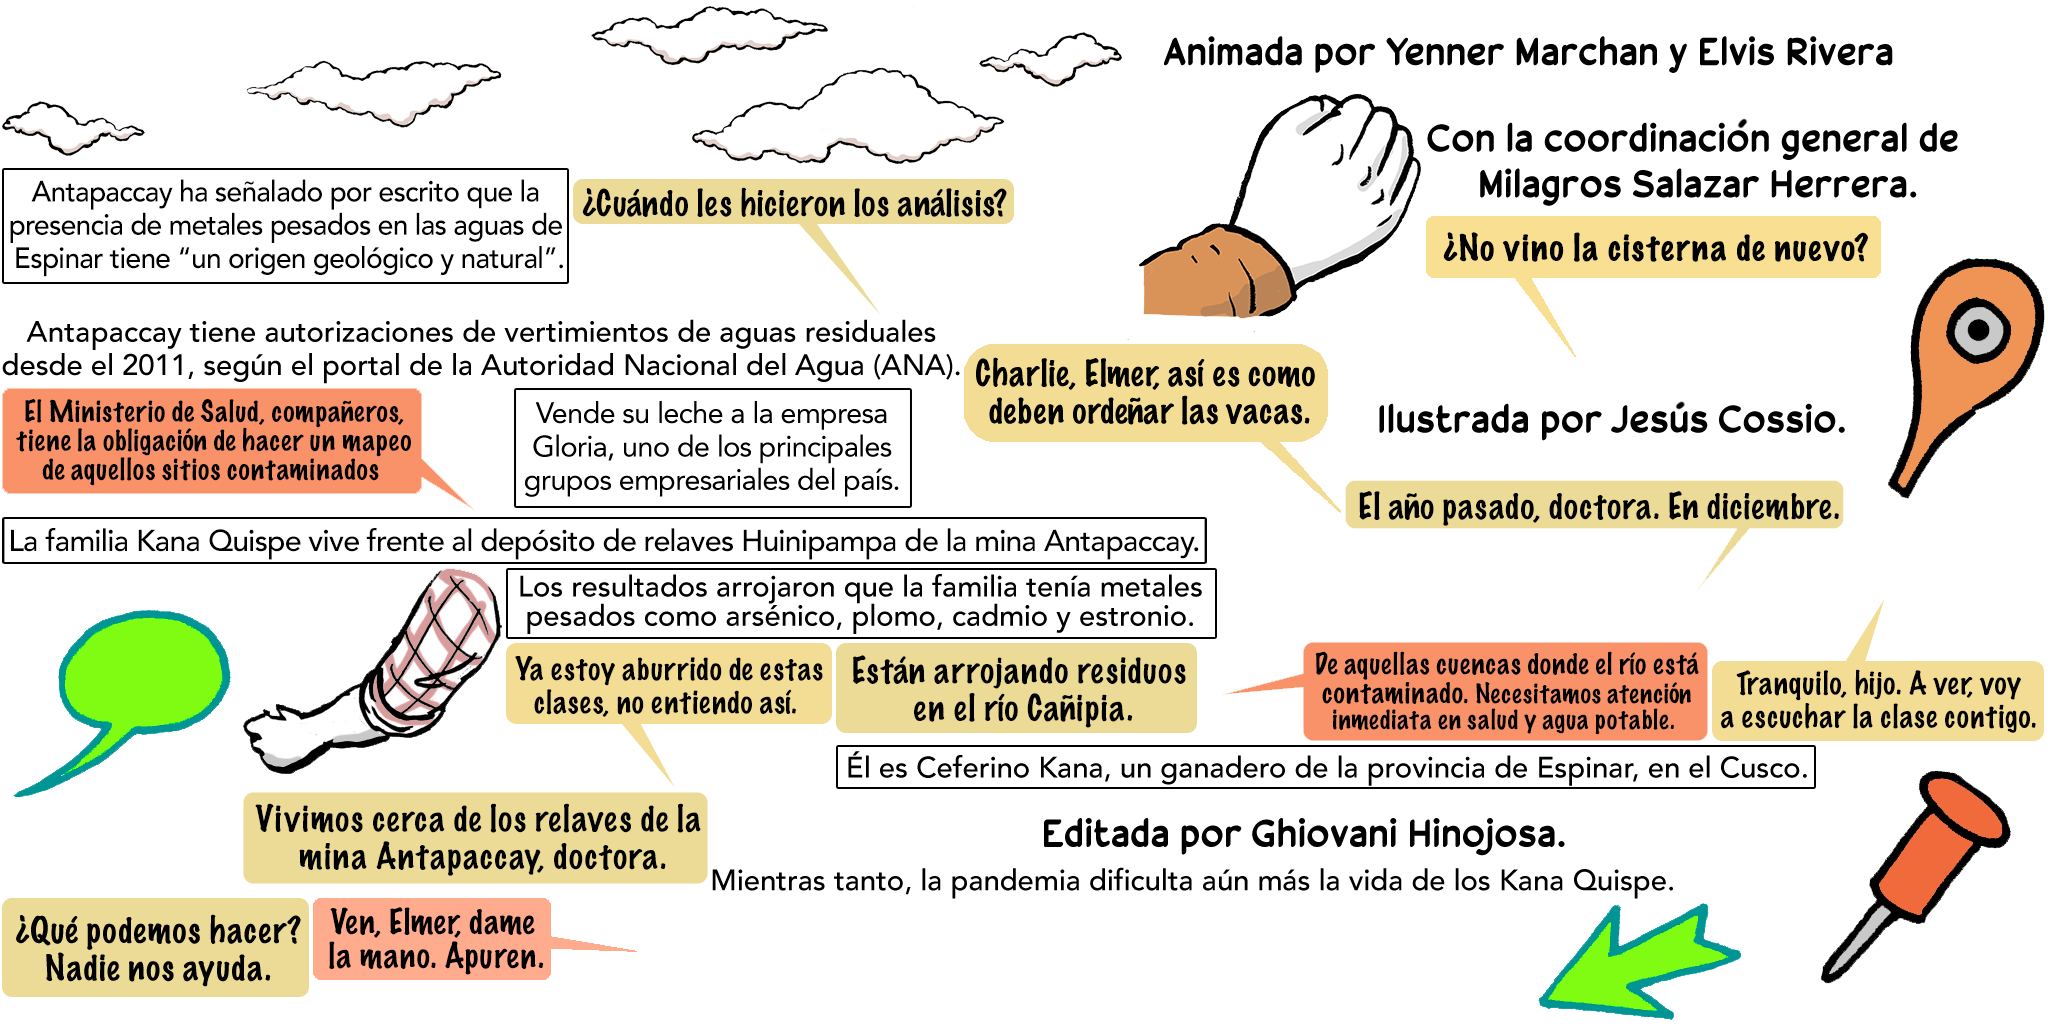 Animada por Yenner Marchan y Elvis Rivera
Con la coordinación general de
Milagros Salazar Herrera.
Antapaccay ha señalado por escrito que la
presencia de metales pesados en las aguas de
Espinar tiene “un origen geológico y natural”.
¿Cuándo les hicieron los análisis?
¿No vino la cisterna de nuevo?
Antapaccay tiene autorizaciones de vertimientos de aguas residuales
desde el 2011, según el portal de la Autoridad Nacional del Agua (ANA).
Charlie, Elmer, así es como
deben ordeñar las vacas.
Ilustrada por Jesús Cossio.
El Ministerio de Salud, compañeros,
tiene la obligación de hacer un mapeo
de aquellos sitios contaminados
Vende su leche a la empresa
Gloria, uno de los principales
grupos empresariales del país.
El año pasado, doctora. En diciembre.
La familia Kana Quispe vive frente al depósito de relaves Huinipampa de la mina Antapaccay.
Los resultados arrojaron que la familia tenía metales
pesados como arsénico, plomo, cadmio y estronio.
Ya estoy aburrido de estas
clases, no entiendo así.
Están arrojando residuos
en el río Cañipia.
De aquellas cuencas donde el río está
contaminado. Necesitamos atención
inmediata en salud y agua potable.
Tranquilo, hijo. A ver, voy
a escuchar la clase contigo.
Él es Ceferino Kana, un ganadero de la provincia de Espinar, en el Cusco.
Vivimos cerca de los relaves de la
mina Antapaccay, doctora.
Editada por Ghiovani Hinojosa.
Mientras tanto, la pandemia dificulta aún más la vida de los Kana Quispe.
¿Qué podemos hacer?
Nadie nos ayuda.
Ven, Elmer, dame
la mano. Apuren.